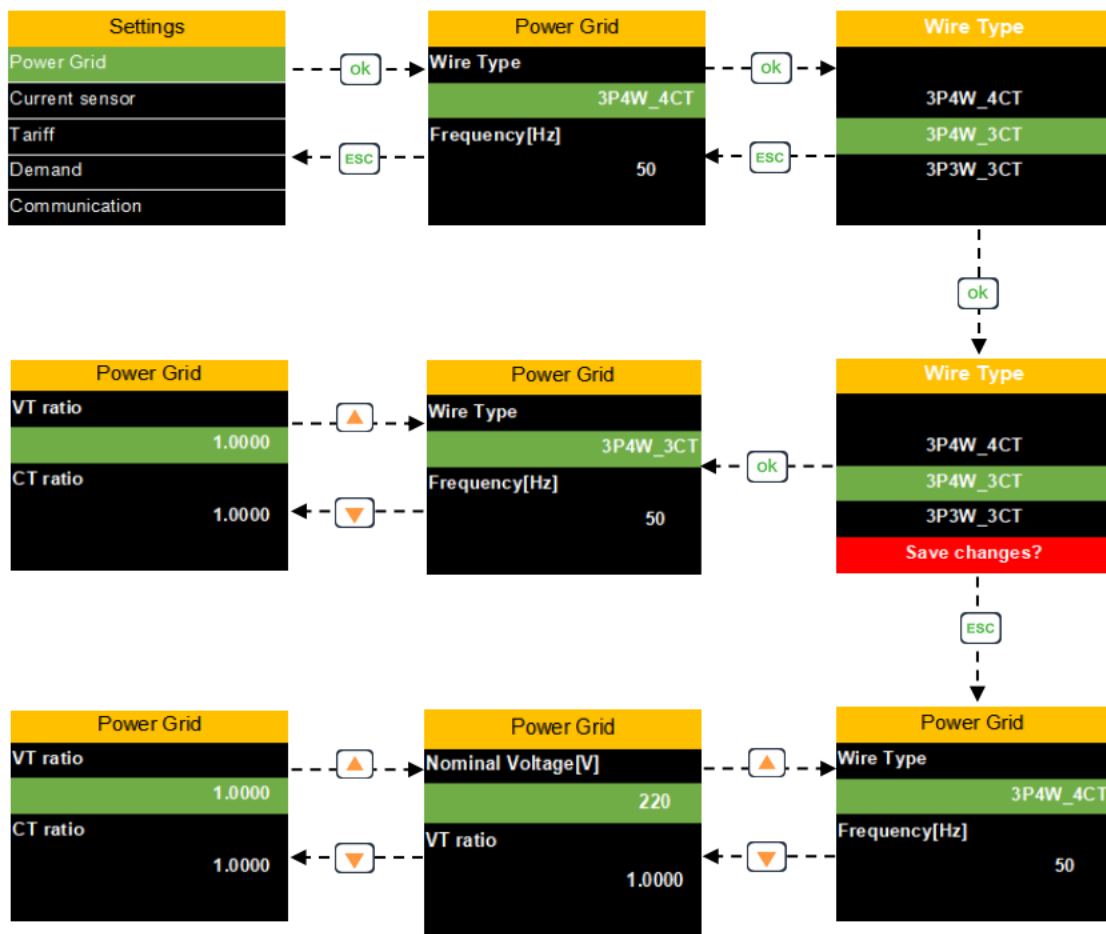 Settings
Power Grid
Current sensor
Tariff
Demand
Communication
ok
ESC
Power Grid
Wire Type
3P4W_4CT
Frequency[Hz]
50
ok
ESC
Wire Type
3P4W_4CT
3P4W_3CT
3P3W_3CT
ok
Power Grid
VT ratio
1.0000
CT ratio
1.0000
Power Grid
Wire Type
3P4W_3CT
Frequency[Hz]
50
ok
Wire Type
3P4W_4CT
3P4W_3CT
3P3W_3CT
Save changes?
ESC
Power Grid
VT ratio
1.0000
CT ratio
1.0000
Power Grid
Nominal Voltage[V]
220
VT ratio
1.0000
Power Grid
Wire Type
3P4W_4CT
Frequency[Hz]
50